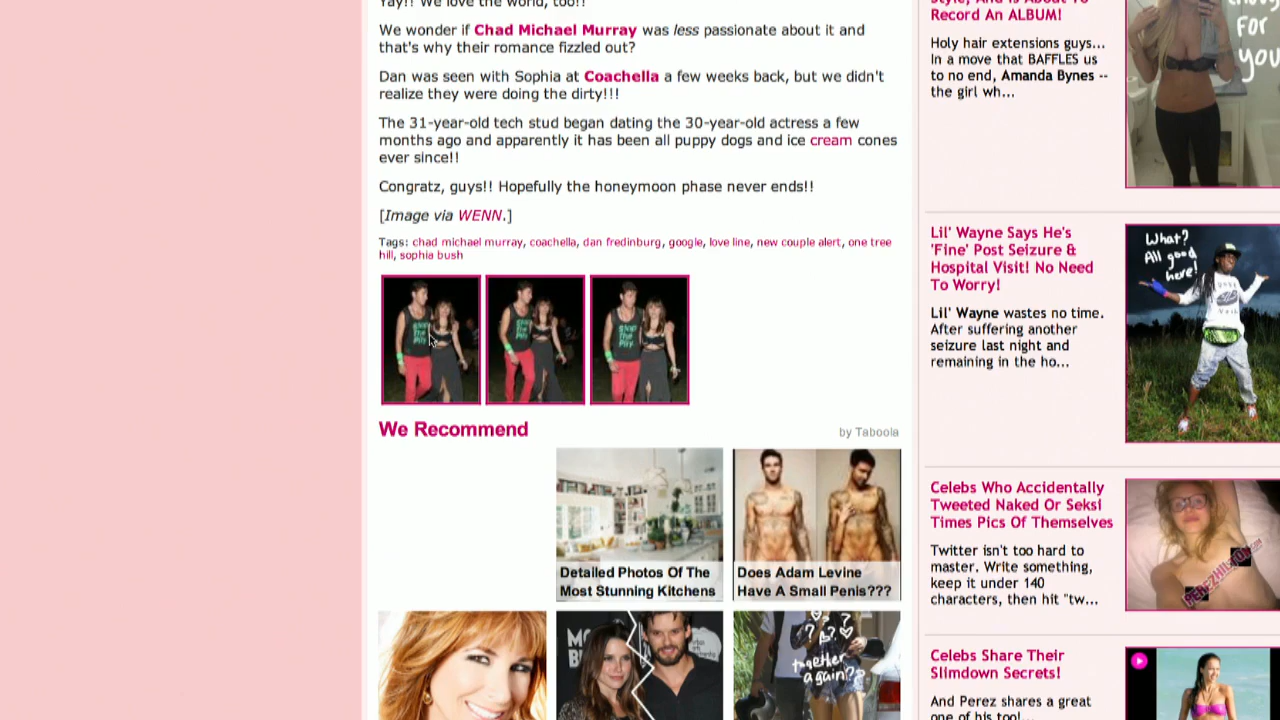 Yay!! We love the world, too!!
We wonder if Chad Michael Murray was less passionate about it and
that's why their romance fizzled out?
Dan was seen with Sophia at Coachella a few weeks back, but we didn't
realize they were doing the dirty!!!
The 31-year-old tech stud began dating the 30-year-old actress a few
months ago and apparently it has been all puppy dogs and ice cream cones
ever since!!
Congratz, guys!! Hopefully the honeymoon phase never ends!!
[Image via WENN.]
Tags: chad michael murray, coachella, dan fredinburg, google, love line, new couple alert, one tree
hill, sophia bush
We Recommend
by Taboola
Detailed Photos Of The
Most Stunning Kitchens
Does Adam Levine
Have A Small Penis???
together
again?
Style, And Is About To
Record An ALBUM!
Holy hair extensions guys...
In a move that BAFFLES us
to no end, Amanda Bynes --
the girl wh...
For
you
Lil' Wayne Says He's
'Fine' Post Seizure &
Hospital Visit! No Need
To Worry!
Lil' Wayne wastes no time.
After suffering another
seizure last night and
remaining in the ho...
What?
All good
here!
Celebs Who Accidentally
Tweeted Naked Or Seksi
Times Pics Of Themselves
Twitter isn't too hard to
master. Write something,
keep it under 140
characters, then hit "tw...
PEREZHILTON.COM
Celebs Share Their
Slimdown Secrets!
And Perez shares a great
one of his too!...